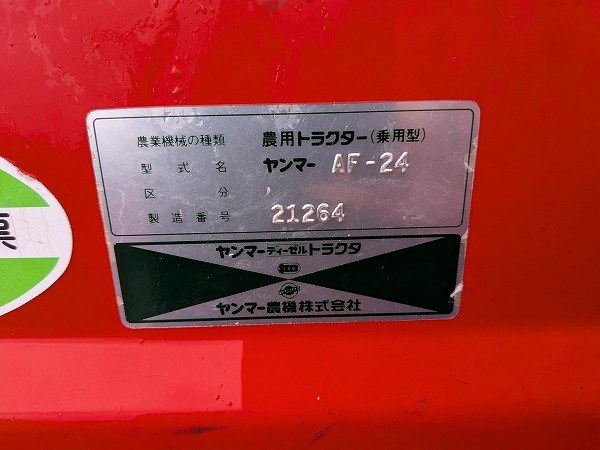 農業機械の種類 農用トラクター(乗用型)
型式名 ヤンマー AF-24
区分
製造番号 21264
ヤンマーディーゼルトラクタ
ヤンマー農機株式会社
票